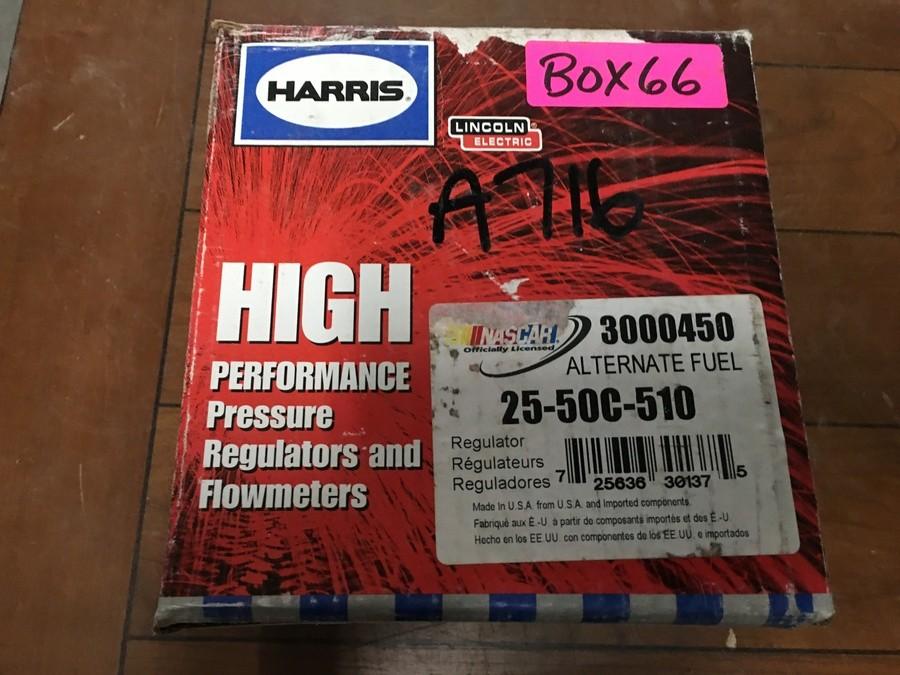 HARRIS®
BOX66
LINCOLN®
ELECTRIC
A716
HIGH
PERFORMANCE
Pressure
Regulators and
Flowmeters
NASCAR
Officially Licensed
3000450
ALTERNATE FUEL
25-50C-510
Regulator
Régulateurs
Reguladores
7 25636 30137 5
Made In U.S.A. from U.S.A. and Imported components.
Fabriqué aux É.-U. à partir de composants importés et des É.-U.
Hecho en los EE.UU. con componentes de los EE.UU. e importados